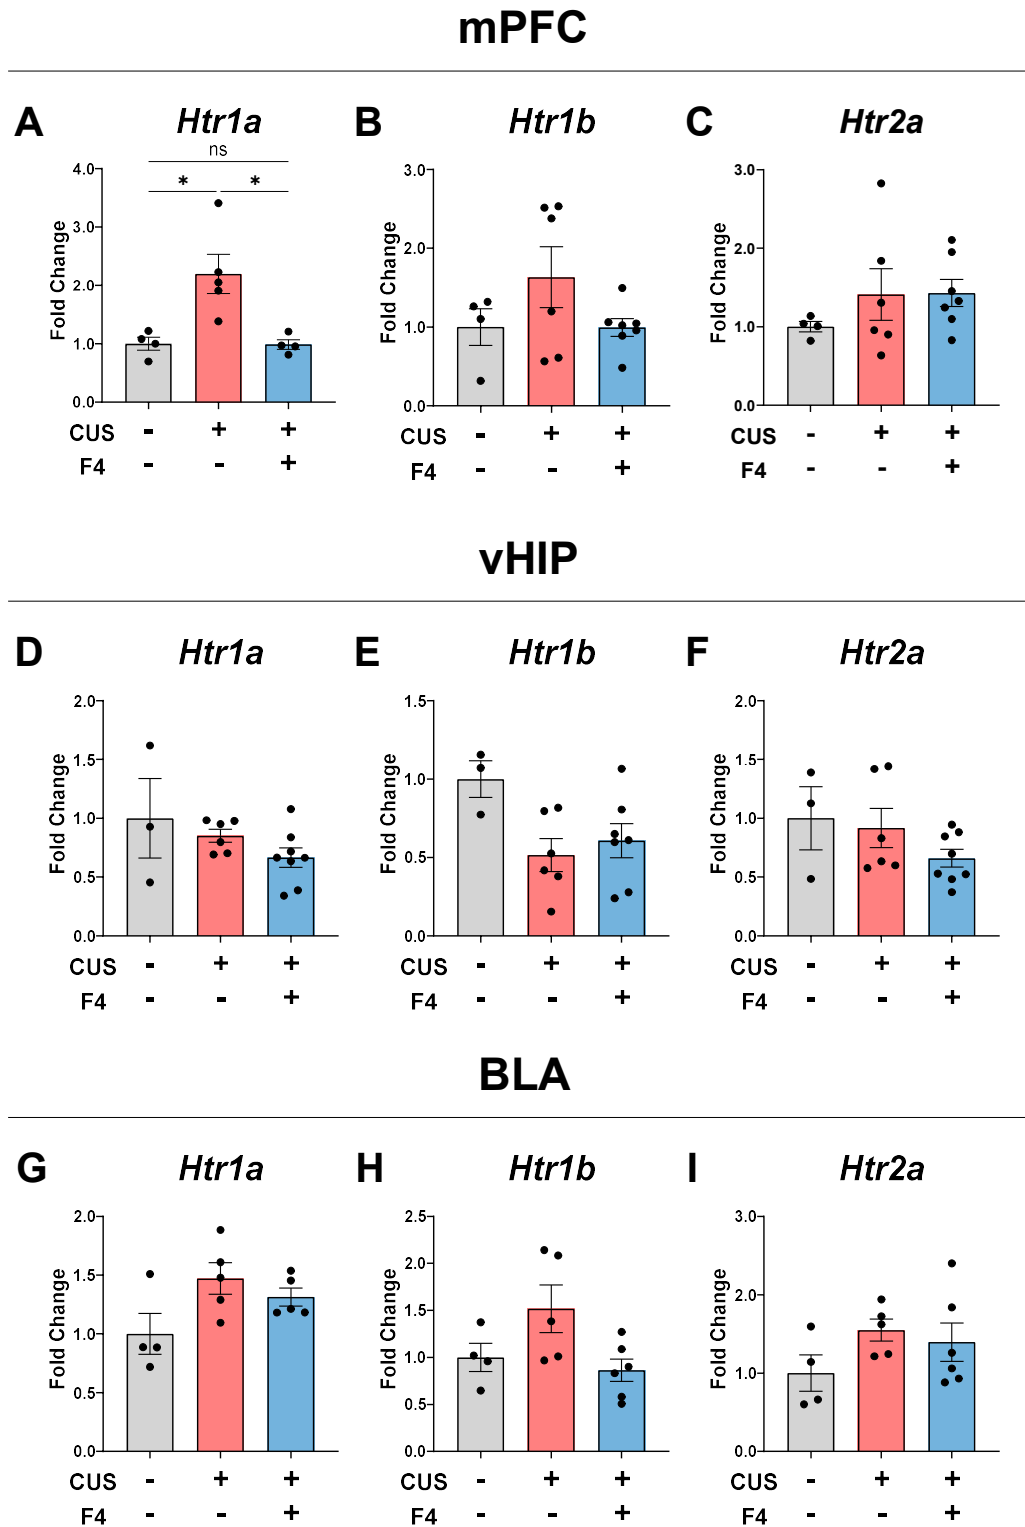 mPFC
A Htr1a B Htr1b C Htr2a
ns
* *
Fold Change Fold Change Fold Change
4.0 3.0 2.0 1.0 0.0
3.0 2.0 1.0 0.0
3.0 2.0 1.0 0.0
CUS - + + CUS - + + CUS - + +
F4 - - + F4 - - + F4 - - +
vHIP
D Htr1a E Htr1b F Htr2a
Fold Change Fold Change Fold Change
2.0 1.5 1.0 0.5 0.0
1.5 1.0 0.5 0.0
2.0 1.5 1.0 0.5 0.0
CUS - + + CUS - + + CUS - + +
F4 - - + F4 - - + F4 - - +
BLA
G Htr1a H Htr1b I Htr2a
Fold Change Fold Change Fold Change
2.0 1.5 1.0 0.5 0.0
2.5 2.0 1.5 1.0 0.5 0.0
3.0 2.0 1.0 0.0
CUS - + + CUS - + + CUS - + +
F4 - - + F4 - - + F4 - - +